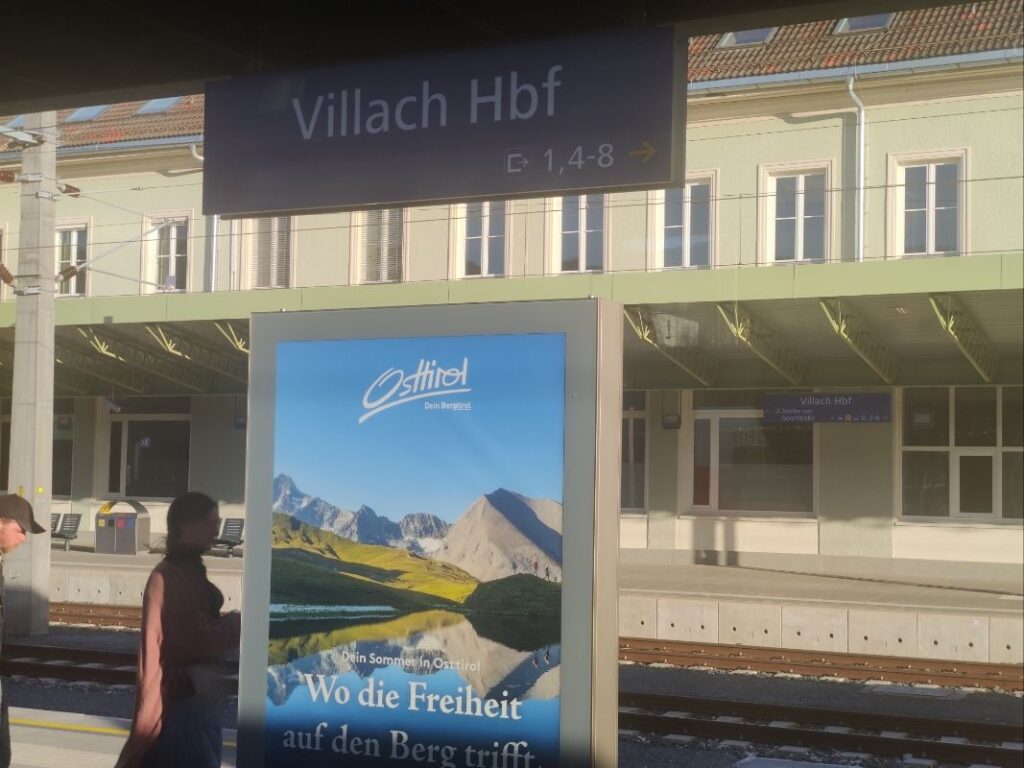 Villach Hbf
1,4-8
Osttirol
Dein Bergtirol
Villach Hbf
Dein Sommer in Osttirol
Wo die Freiheit
auf den Berg trifft.